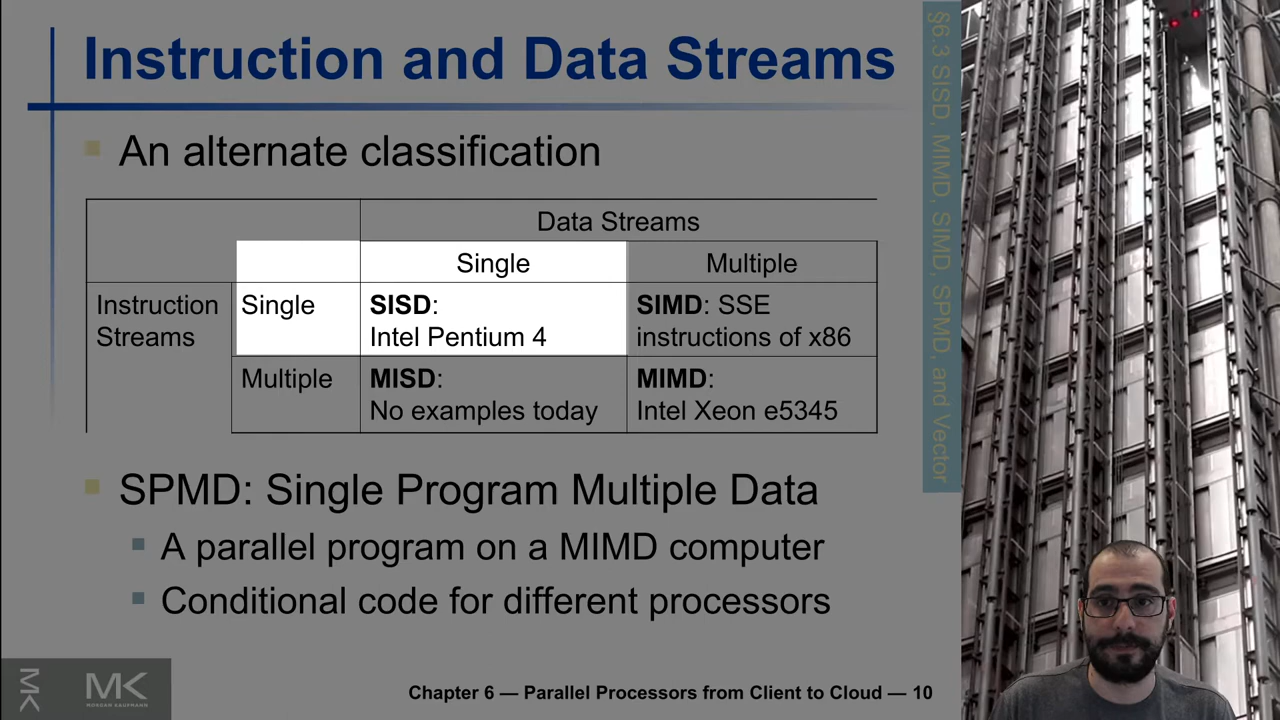 Instruction and Data Streams
An alternate classification
Data Streams
Single Multiple
Instruction Streams
Single
SISD:
Intel Pentium 4
SIMD: SSE
instructions of x86
Multiple
MISD:
No examples today
MIMD:
Intel Xeon e5345
SPMD: Single Program Multiple Data
A parallel program on a MIMD computer
Conditional code for different processors
§6.3 SISD, MIMD, SIMD, SPMD, and Vector
MK
MK
MORGAN KAUFMANN
Chapter 6 — Parallel Processors from Client to Cloud — 10